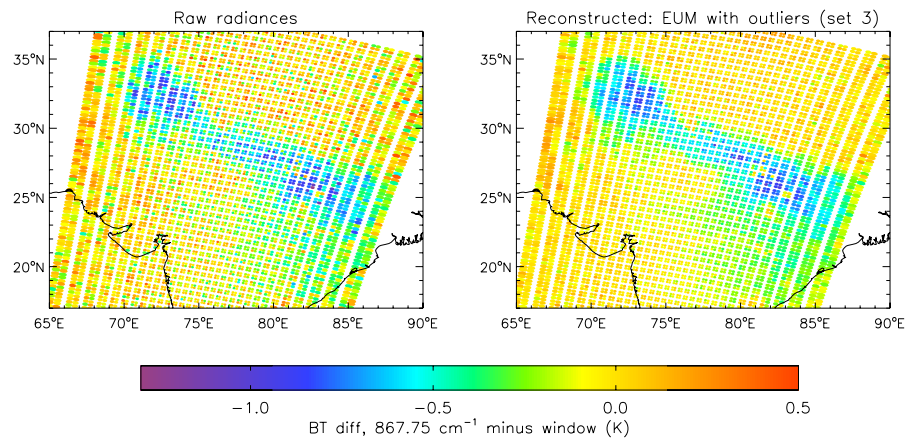 Raw radiances
Reconstructed: EUM with outliers (set 3)
35°N
30°N
25°N
20°N
65°E 70°E 75°E 80°E 85°E 90°E
35°N
30°N
25°N
20°N
65°E 70°E 75°E 80°E 85°E 90°E
−1.0 −0.5 0.0 0.5
BT diff, 867.75 cm⁻¹ minus window (K)